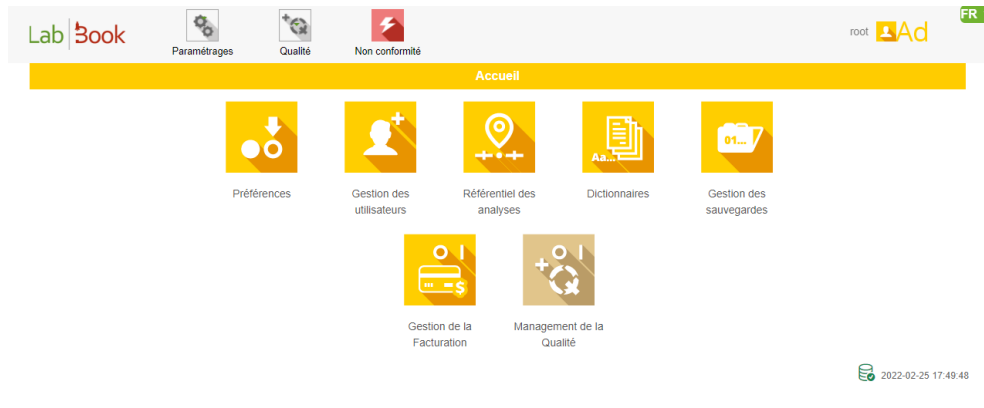 Lab Book
Paramétrages
Qualité
Non conformité
root
Ad
FR
Accueil
Aa...
01...
Préférences
Gestion des
utilisateurs
Référentiel des
analyses
Dictionnaires
Gestion des
sauvegardes
$
Gestion de la
Facturation
Management de la
Qualité
2022-02-25 17:49:48